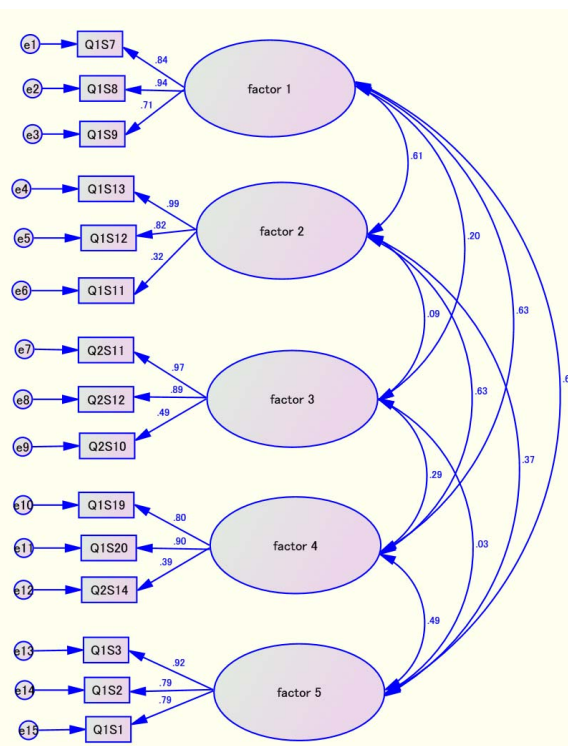 e1
Q1S7
.84
factor 1
e2
Q1S8
.94
e3
Q1S9
.71
.61
e4
Q1S13
.99
factor 2
e5
Q1S12
.82
.20
e6
Q1S11
.32
.09
.63
e7
Q2S11
.97
factor 3
e8
Q2S12
.89
.63
e9
Q2S10
.49
.29
.37
e10
Q1S19
.80
factor 4
e11
Q1S20
.90
.03
e12
Q2S14
.39
.49
e13
Q1S3
.92
factor 5
e14
Q1S2
.79
e15
Q1S1
.79